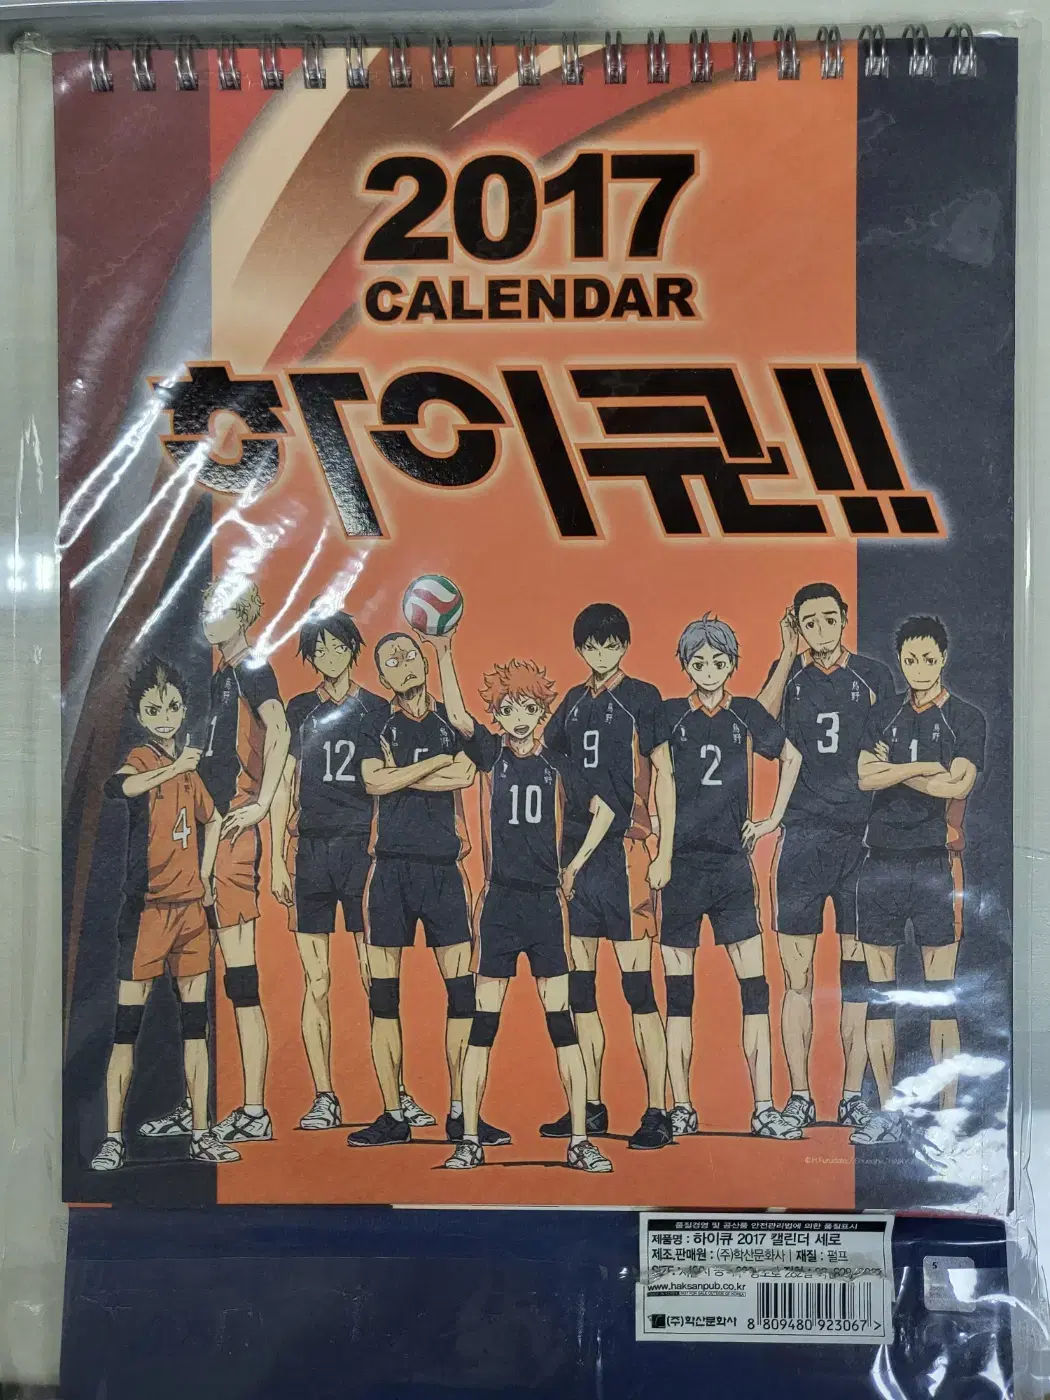 2017
CALENDAR
하이큐!!
12
9
10
2
3
1
4
품질경영 및 공산품 안전관리법에 의한 품질표시
제품명 : 하이큐 2017 캘린더 세로
제조.판매원 : (주)학산문화사 | 재질 : 펄프
www.haksanpub.co.kr
(주)학산문화사
8 809480 923067 >